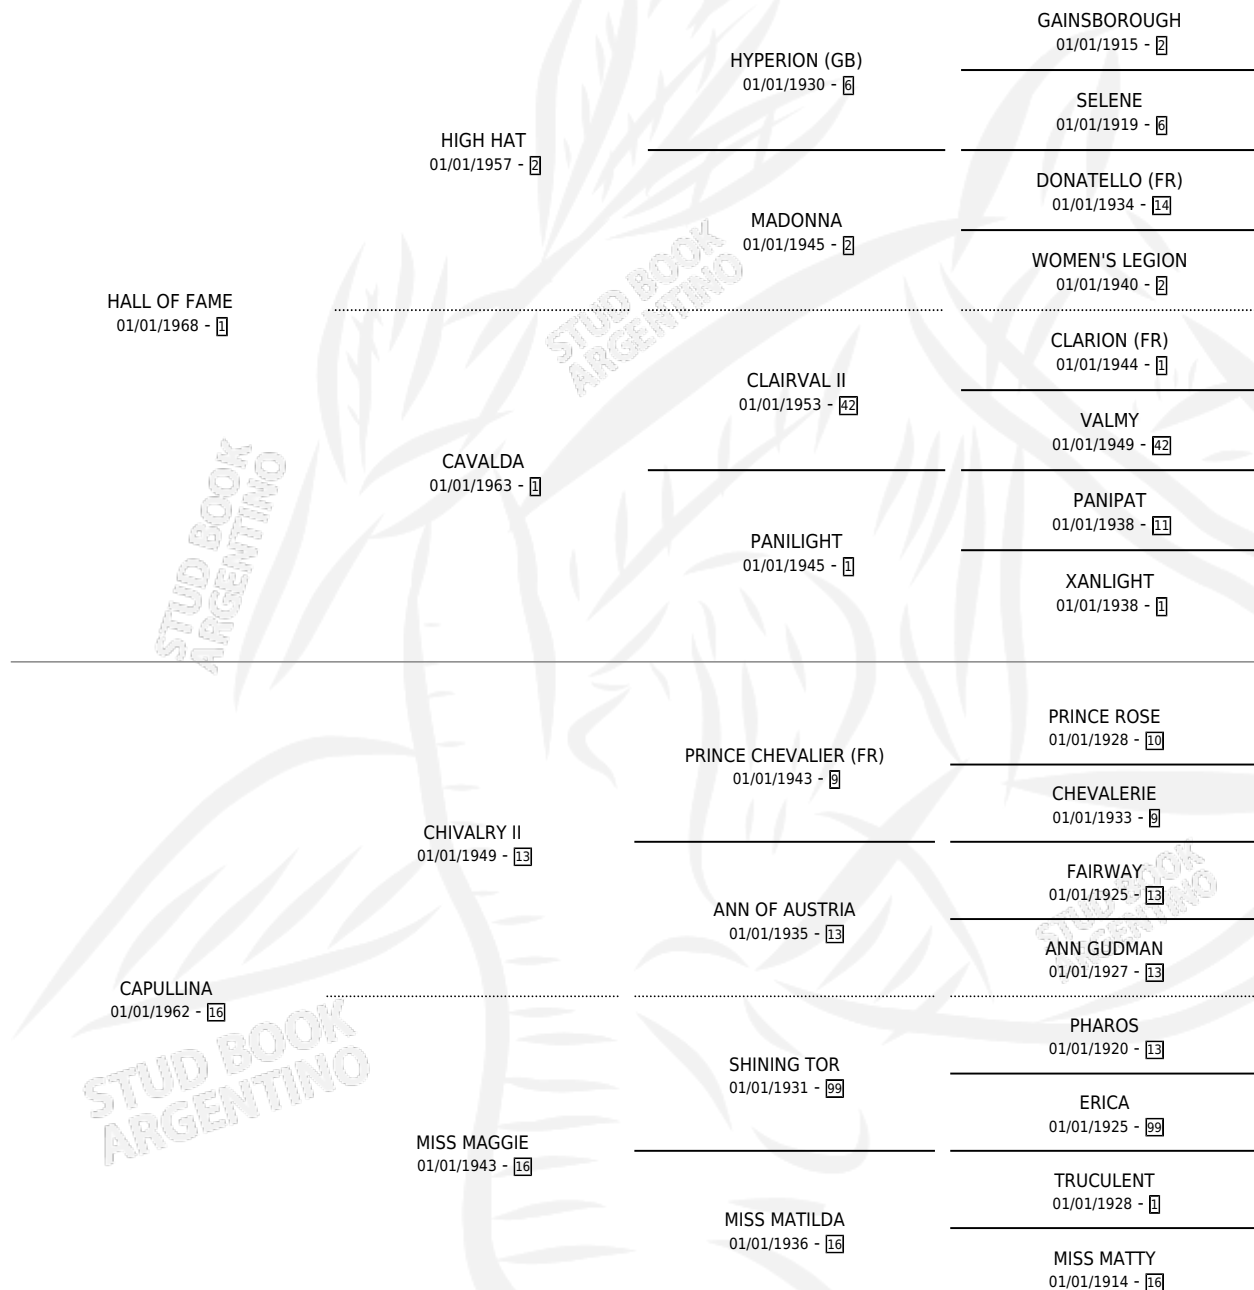 GAINSBOROUGH
01/01/1915 - 2
HYPERION (GB)
01/01/1930 - 6
SELENE
01/01/1919 - 6
HIGH HAT
01/01/1957 - 2
DONATELLO (FR)
01/01/1934 - 14
MADONNA
01/01/1945 - 2
WOMEN'S LEGION
01/01/1940 - 2
HALL OF FAME
01/01/1968 - 1
CLARION (FR)
01/01/1944 - 1
CLAIRVAL II
01/01/1953 - 42
VALMY
01/01/1949 - 42
CAVALDA
01/01/1963 - 1
PANIPAT
01/01/1938 - 11
PANILIGHT
01/01/1945 - 1
XANLIGHT
01/01/1938 - 1
PRINCE ROSE
01/01/1928 - 10
PRINCE CHEVALIER (FR)
01/01/1943 - 9
CHEVALERIE
01/01/1933 - 9
CHIVALRY II
01/01/1949 - 13
FAIRWAY
01/01/1925 - 13
ANN OF AUSTRIA
01/01/1935 - 13
ANN GUDMAN
01/01/1927 - 13
CAPULLINA
01/01/1962 - 16
PHAROS
01/01/1920 - 13
SHINING TOR
01/01/1931 - 99
ERICA
01/01/1925 - 99
MISS MAGGIE
01/01/1943 - 16
TRUCULENT
01/01/1928 - 1
MISS MATILDA
01/01/1936 - 16
MISS MATTY
01/01/1914 - 16
STUD BOOK
ARGENTINO
STUD BOOK
ARGENTINO
STUD BOOK
ARGENTINO
STUD BOOK
ARGENTINO